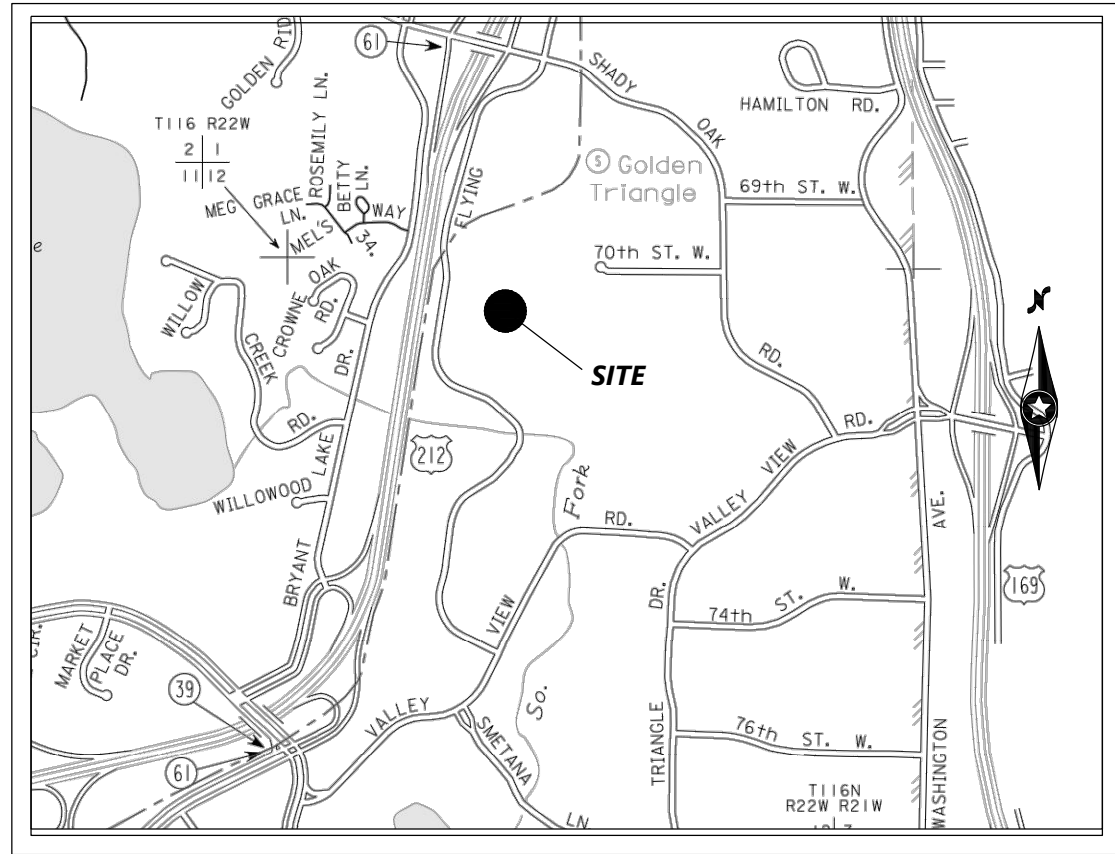 61
GOLDEN RID
SHADY
OAK
RD.
HAMILTON RD.
T116 R22W
2 1
11 12
MEG
GRACE
LN.
ROSEMILY LN.
BETTY
LN.
MEL'S
WAY
34.
FLYING
S Golden
Triangle
69th ST. W.
70th ST. W.
WILLOW
CREEK
RD.
CROWNE
OAK
RD.
DR.
SITE
N
e
RD.
VALLEY
VIEW
RD.
212
WILLOWOOD
LAKE
BRYANT
Fork
So.
AVE.
WASHINGTON
169
DR.
TRIANGLE
74th ST. W.
76th ST. W.
VIEW
VALLEY
SMETANA
LN
CIR.
MARKET
PLACE
DR.
39
61
T116N
R22W R21W